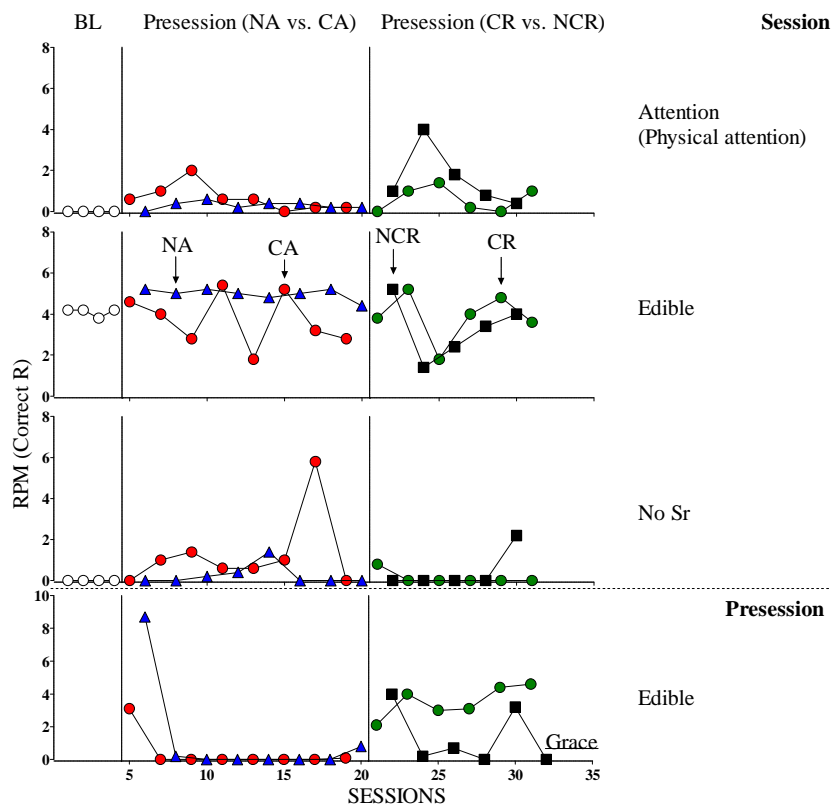 BL Presession (NA vs. CA) Presession (CR vs. NCR) Session
8
6
4
2
0
Attention
(Physical attention)
8
6
4
2
0
NA
CA
NCR
CR
Edible
RPM (Correct R)
8
6
4
2
0
No Sr
Presession
10
8
6
4
2
0
Edible
Grace
5 10 15 20 25 30 35
SESSIONS